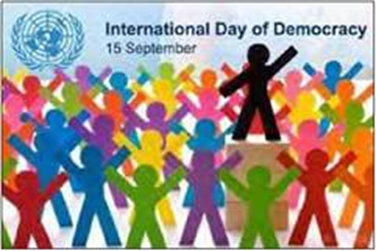 International Day of Democracy
15 September